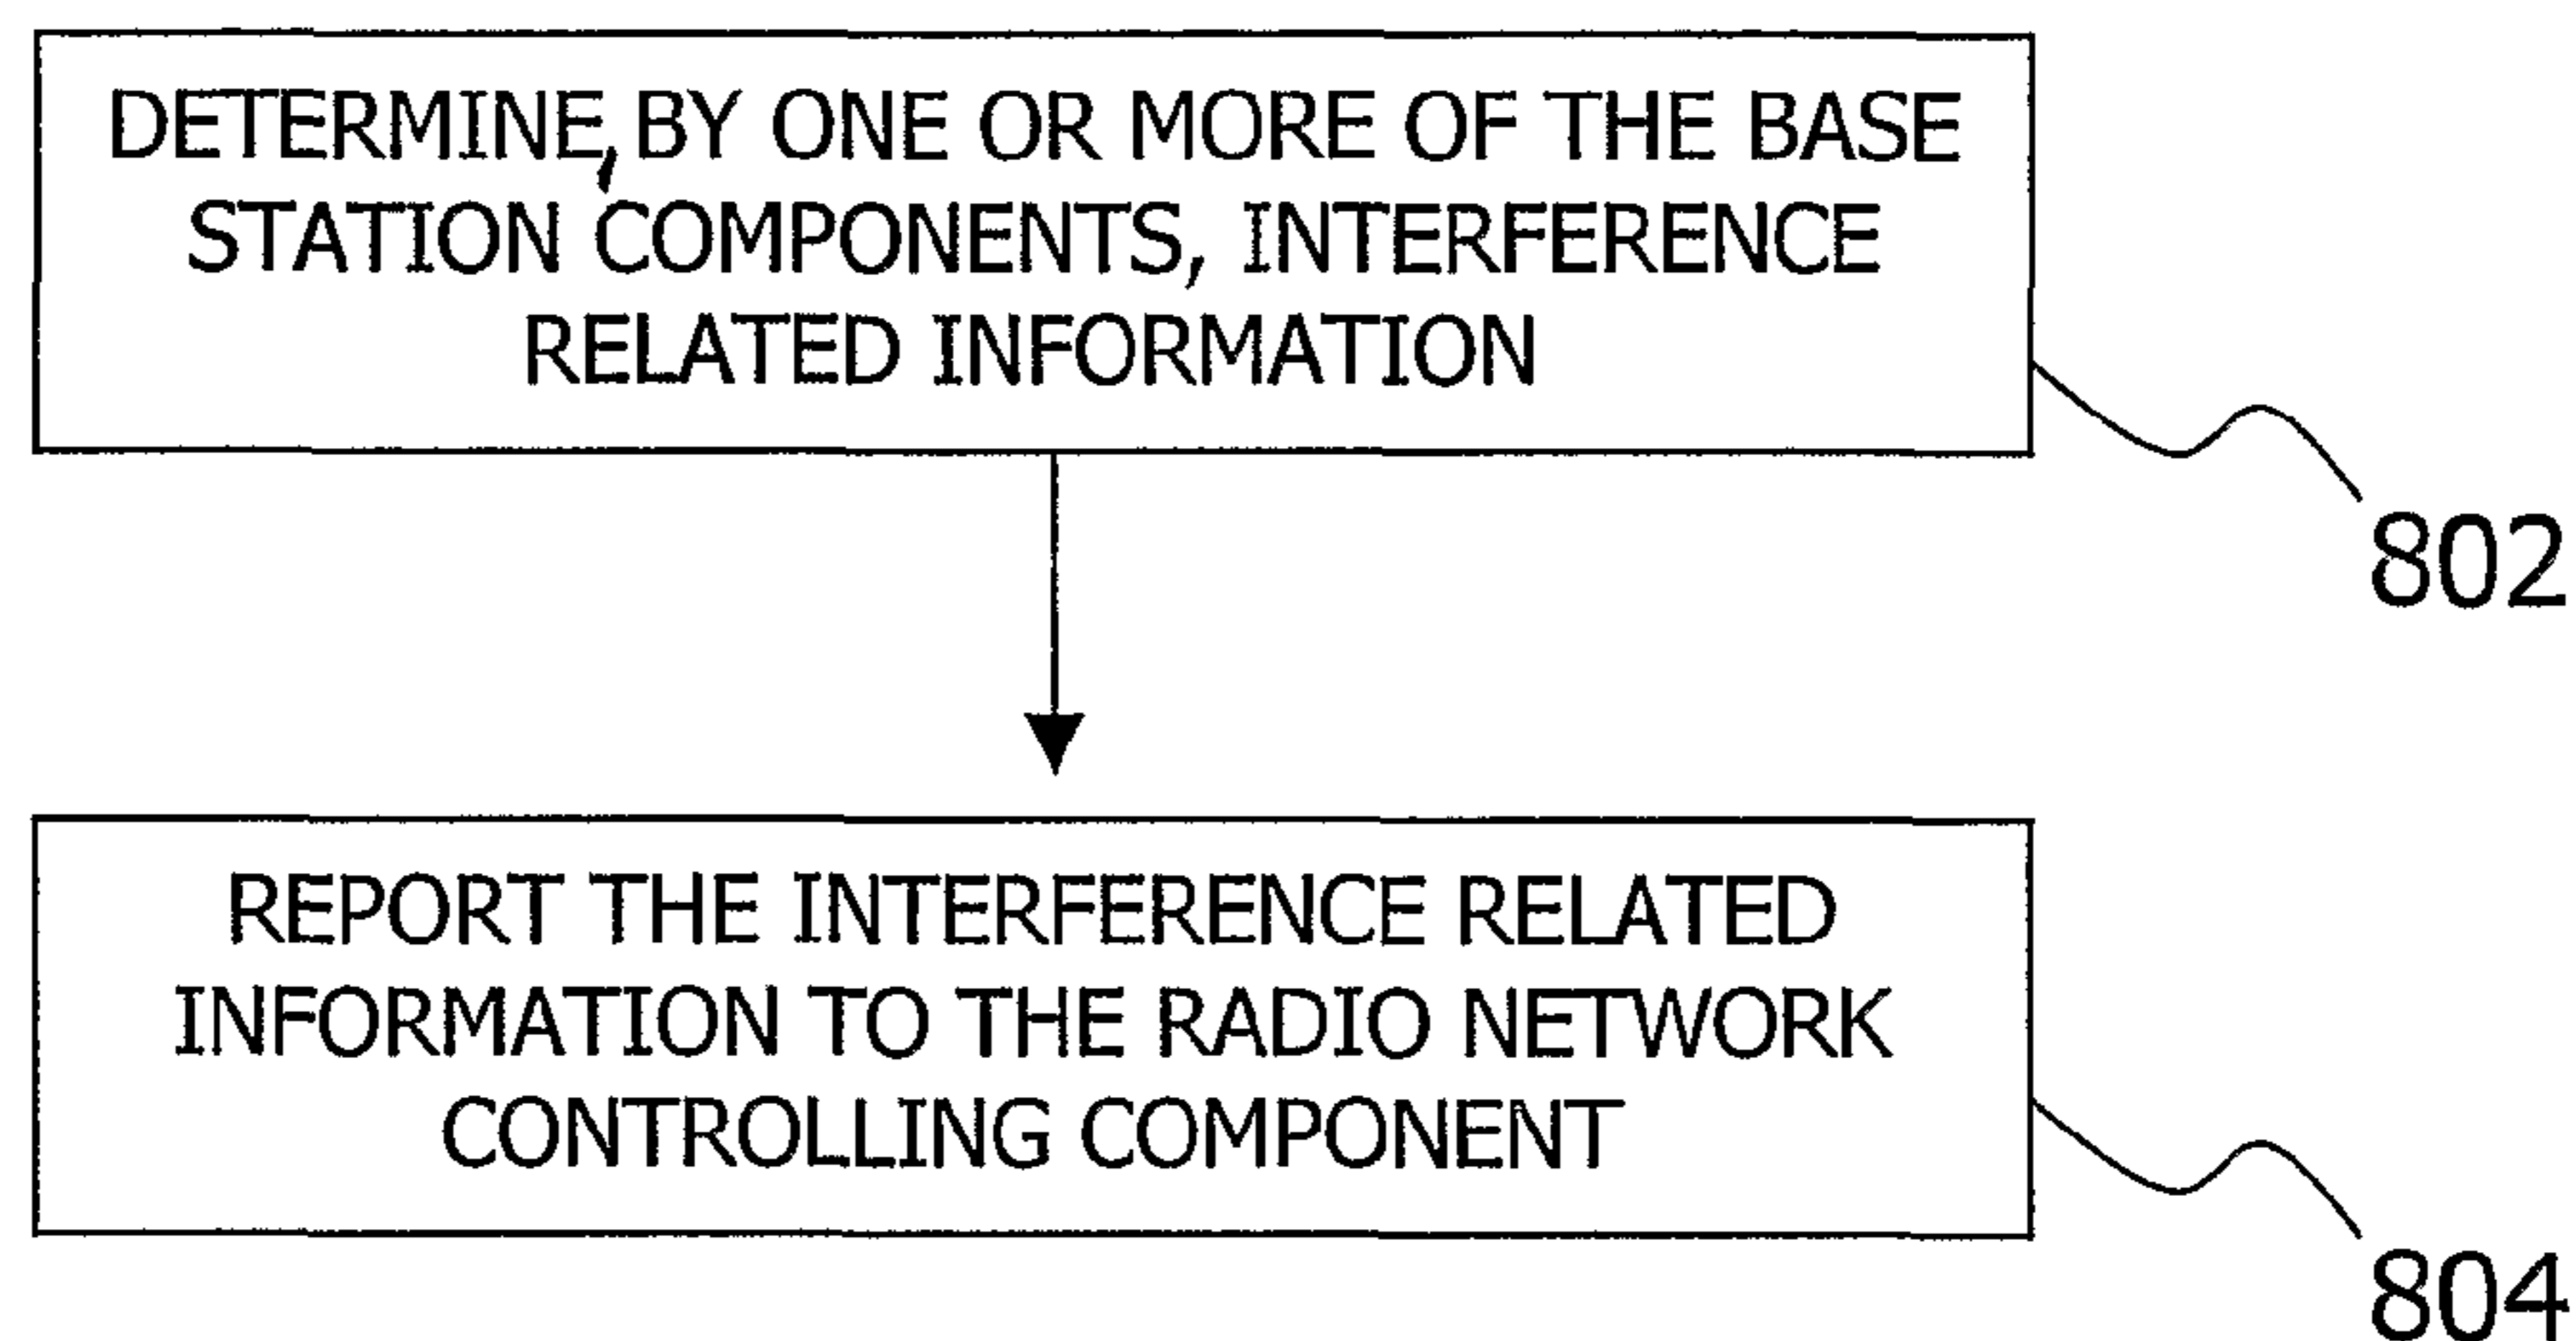 DETERMINE, BY ONE OR MORE OF THE BASE
STATION COMPONENTS, INTERFERENCE
RELATED INFORMATION
802
REPORT THE INTERFERENCE RELATED
INFORMATION TO THE RADIO NETWORK
CONTROLLING COMPONENT
804